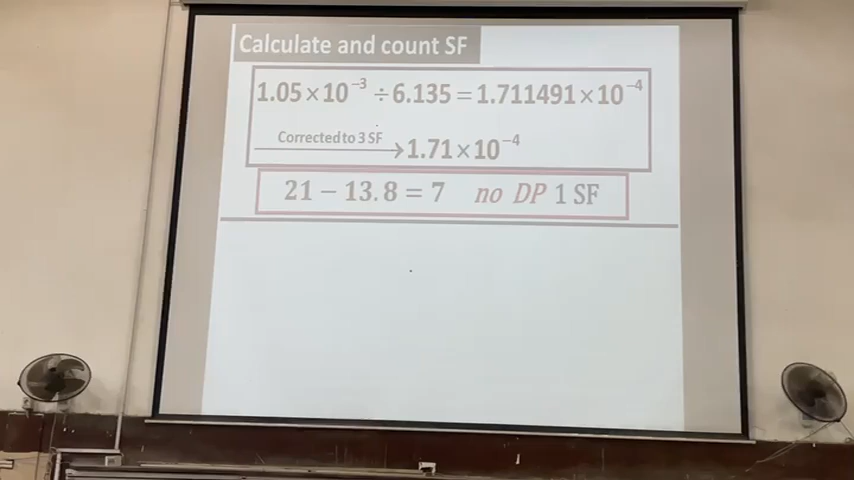 Calculate and count SF
1.05×10⁻³ ÷6.135=1.711491×10⁻⁴
Corrected to 3 SF → 1.71×10⁻⁴
21 − 13.8 = 7 no DP 1 SF